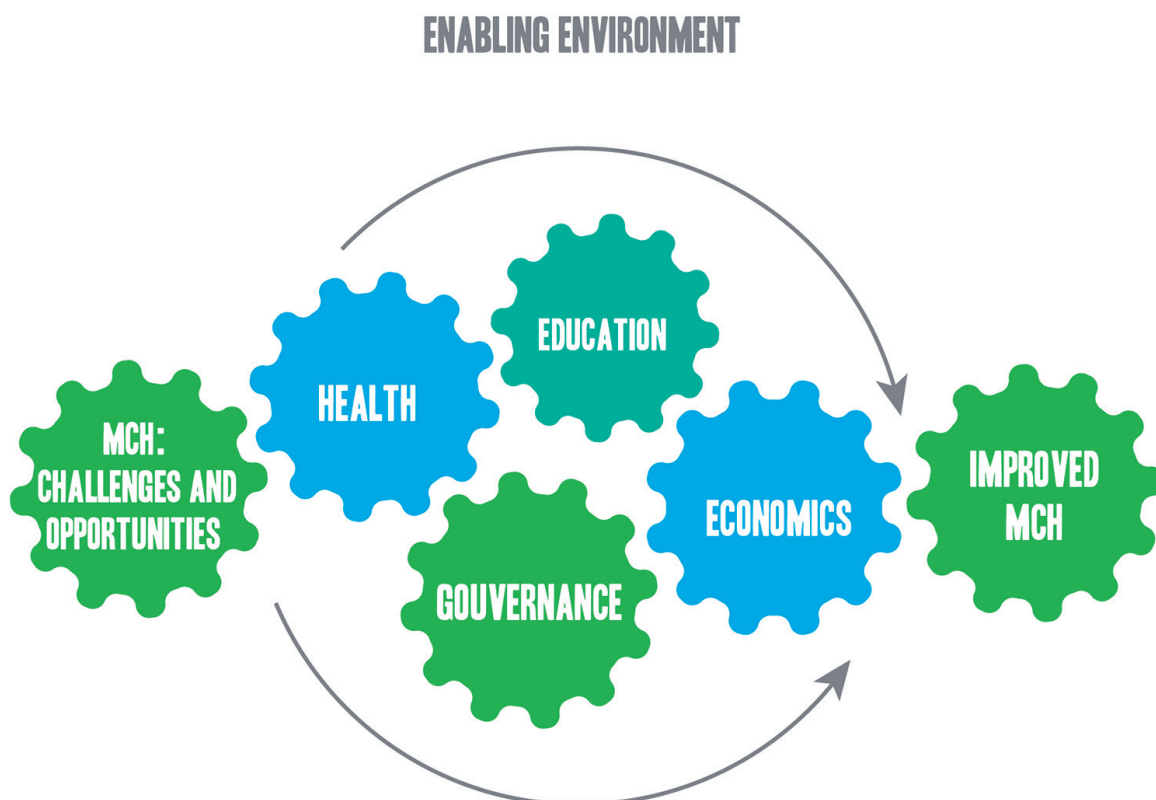 ENABLING ENVIRONMENT
EDUCATION
HEALTH
MCH:
CHALLENGES AND
OPPORTUNITIES
ECONOMICS
GOUVERNANCE
IMPROVED
MCH